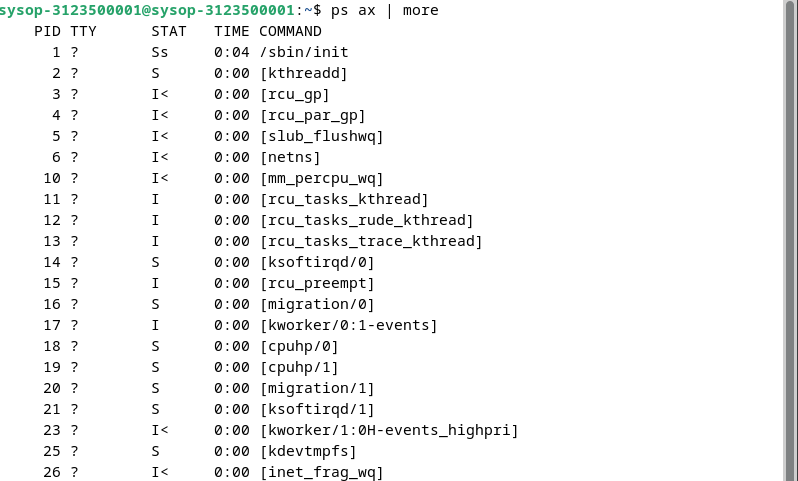 sysop-3123500001@sysop-3123500001:~$ ps ax | more
PID TTY STAT TIME COMMAND
1 ? Ss 0:04 /sbin/init
2 ? S 0:00 [kthreadd]
3 ? I< 0:00 [rcu_gp]
4 ? I< 0:00 [rcu_par_gp]
5 ? I< 0:00 [slub_flushwq]
6 ? I< 0:00 [netns]
10 ? I< 0:00 [mm_percpu_wq]
11 ? I 0:00 [rcu_tasks_kthread]
12 ? I 0:00 [rcu_tasks_rude_kthread]
13 ? I 0:00 [rcu_tasks_trace_kthread]
14 ? S 0:00 [ksoftirqd/0]
15 ? I 0:00 [rcu_preempt]
16 ? S 0:00 [migration/0]
17 ? I 0:00 [kworker/0:1-events]
18 ? S 0:00 [cpuhp/0]
19 ? S 0:00 [cpuhp/1]
20 ? S 0:00 [migration/1]
21 ? S 0:00 [ksoftirqd/1]
23 ? I< 0:00 [kworker/1:0H-events_highpri]
25 ? S 0:00 [kdevtmpfs]
26 ? I< 0:00 [inet_frag_wq]